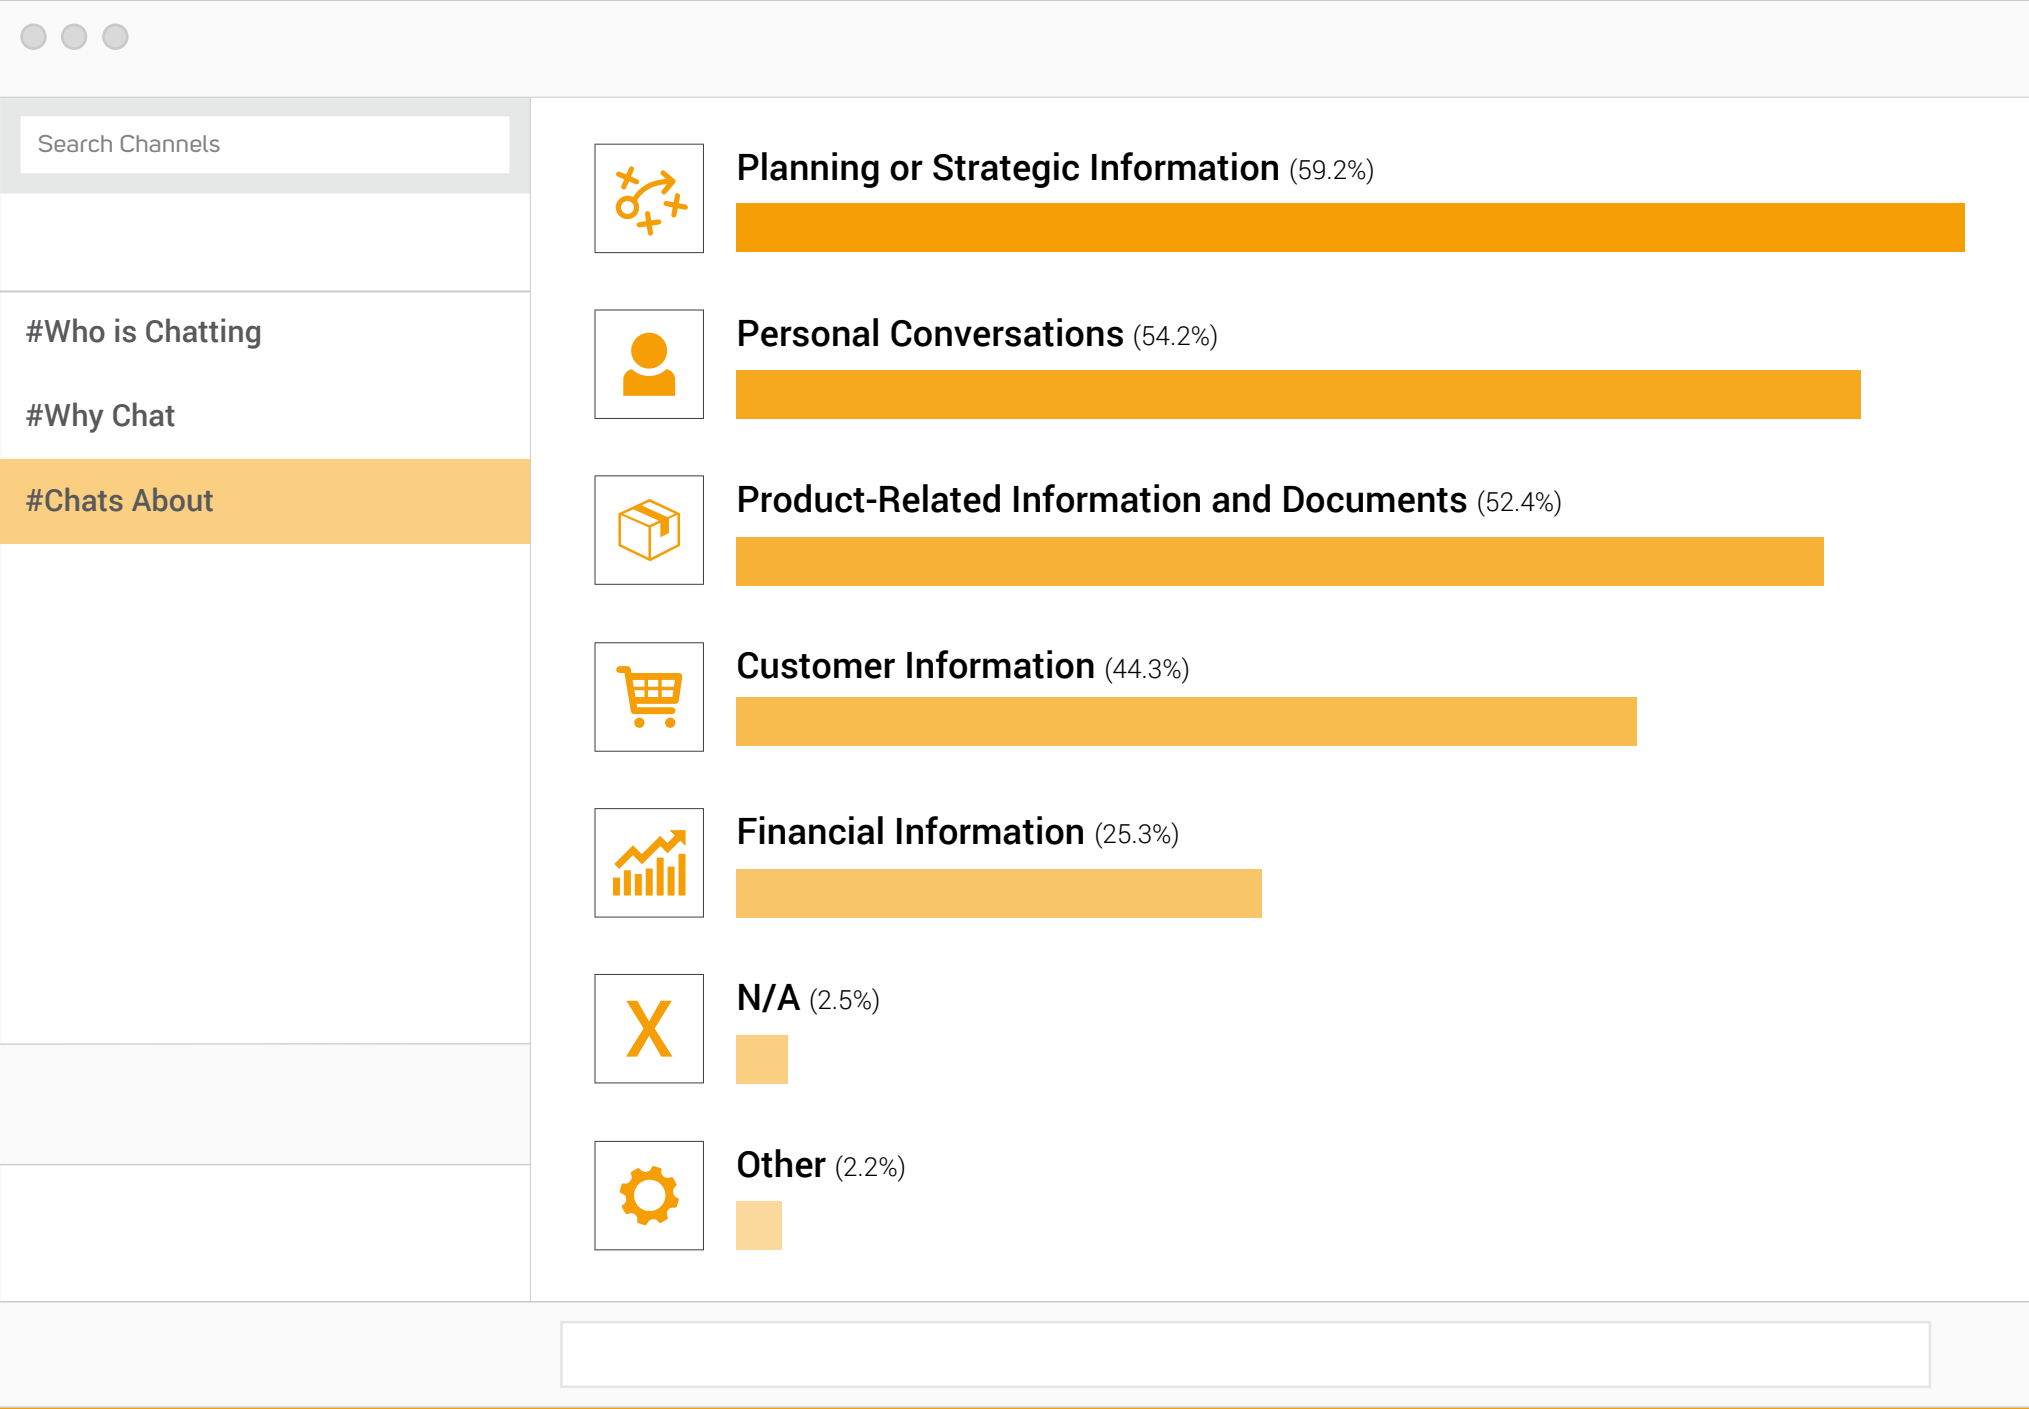 Search Channels
#Who is Chatting
#Why Chat
#Chats About
Planning or Strategic Information (59.2%)
Personal Conversations (54.2%)
Product-Related Information and Documents (52.4%)
Customer Information (44.3%)
Financial Information (25.3%)
X
N/A (2.5%)
Other (2.2%)